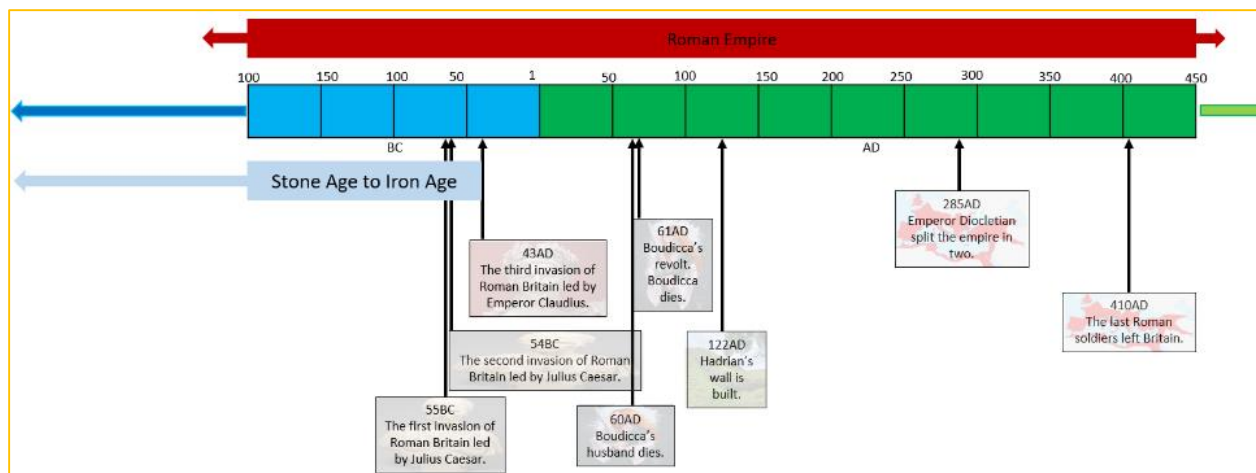 Roman Empire
100 150 100 50 1 50 100 150 200 250 300 350 400 450
BC AD
Stone Age to Iron Age
43AD
The third invasion of
Roman Britain led by
Emperor Claudius.
61AD
Boudicca's
revolt.
Boudicca
dies.
285AD
Emperor Diocletian
split the empire in
two.
410AD
The last Roman
soldiers left Britain.
54BC
The second invasion of Roman
Britain led by Julius Caesar.
122AD
Hadrian's
wall is
built.
55BC
The first invasion of
Roman Britain led
by Julius Caesar.
60AD
Boudicca's
husband dies.